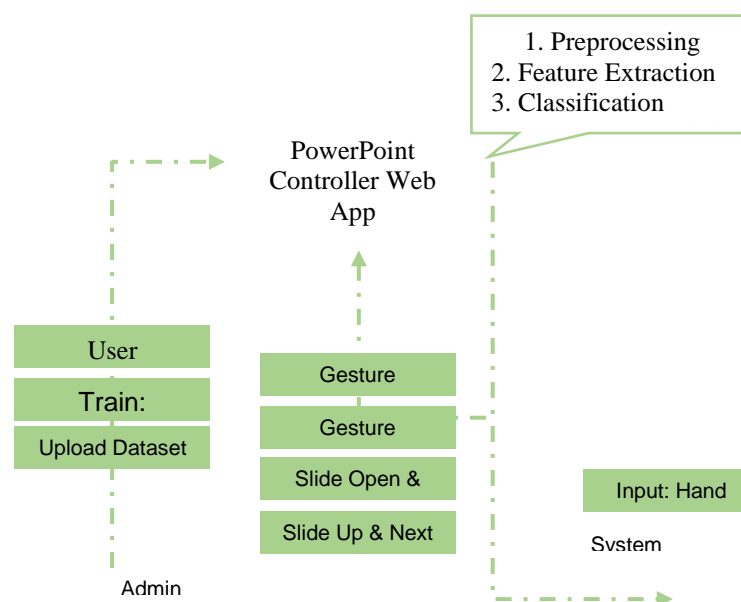 1. Preprocessing
2. Feature Extraction
3. Classification
PowerPoint
Controller Web
App
User
Train:
Upload Dataset
Admin
Gesture
Gesture
Slide Open &
Slide Up & Next
Input: Hand
System